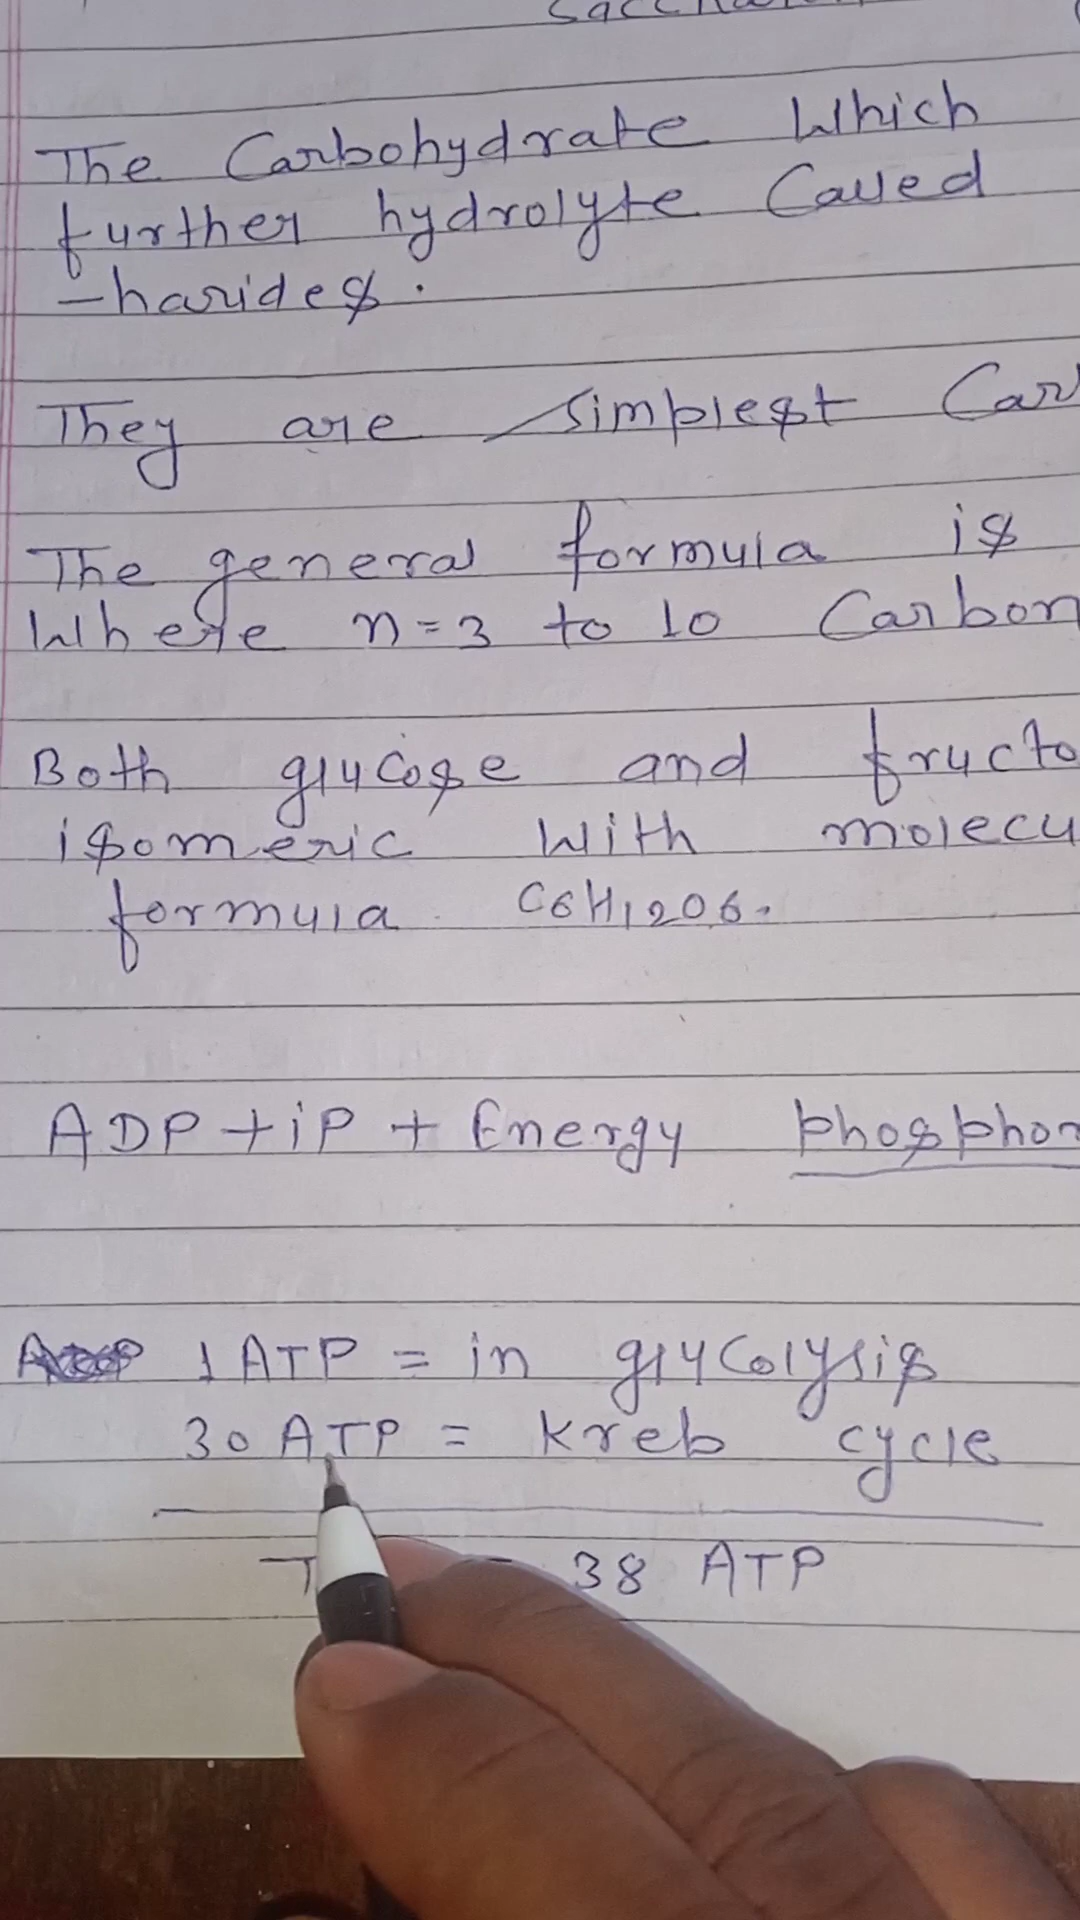 The Carbohydrate Which
further hydrolyte Called
-harides.
They are simplest Car
The general formula is
Where n=3 to 10 Carbon
Both glucose and fructo
isomeric With molecu
formula C6H12O6.
ADP+iP + Energy phosphor
1 ATP = in glycolysis
30 ATP = Kreb cycle
38 ATP